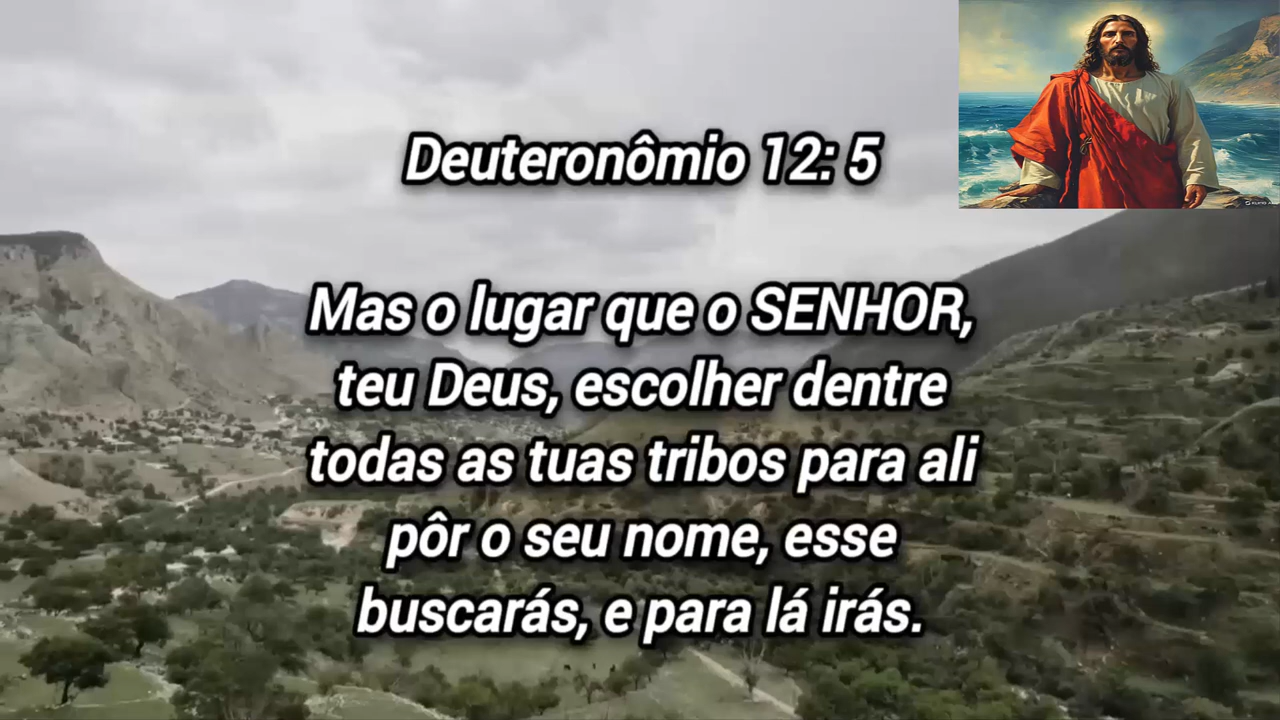 Deuteronômio 12: 5
Mas o lugar que o SENHOR,
teu Deus, escolher dentre
todas as tuas tribos para ali
pôr o seu nome, esse
buscarás, e para lá irás.